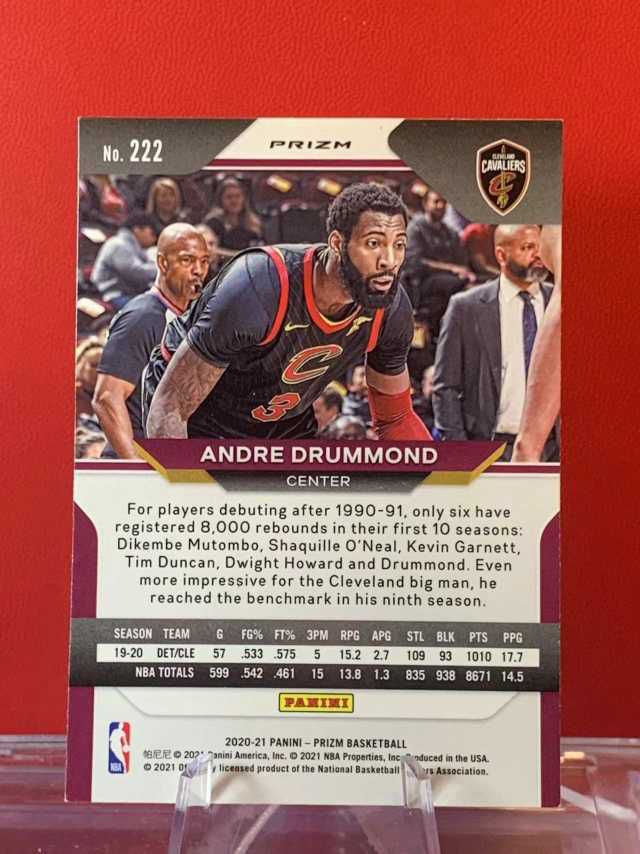 No. 222
PRIZM
CLEVELAND
CAVALIERS
C
C
3
ANDRE DRUMMOND
CENTER
For players debuting after 1990-91, only six have
registered 8,000 rebounds in their first 10 seasons:
Dikembe Mutombo, Shaquille O'Neal, Kevin Garnett,
Tim Duncan, Dwight Howard and Drummond. Even
more impressive for the Cleveland big man, he
reached the benchmark in his ninth season.
SEASON TEAM G FG% FT% 3PM RPG APG STL BLK PTS PPG
19-20 DET/CLE 57 .533 .575 5 15.2 2.7 109 93 1010 17.7
NBA TOTALS 599 .542 .461 15 13.8 1.3 835 938 8671 14.5
PANINI
2020-21 PANINI – PRIZM BASKETBALL
帕尼尼 © 2021 Panini America, Inc. © 2021 NBA Properties, Inc. Produced in the USA.
© 2021 licensed product of the National Basketball Association.
NBA